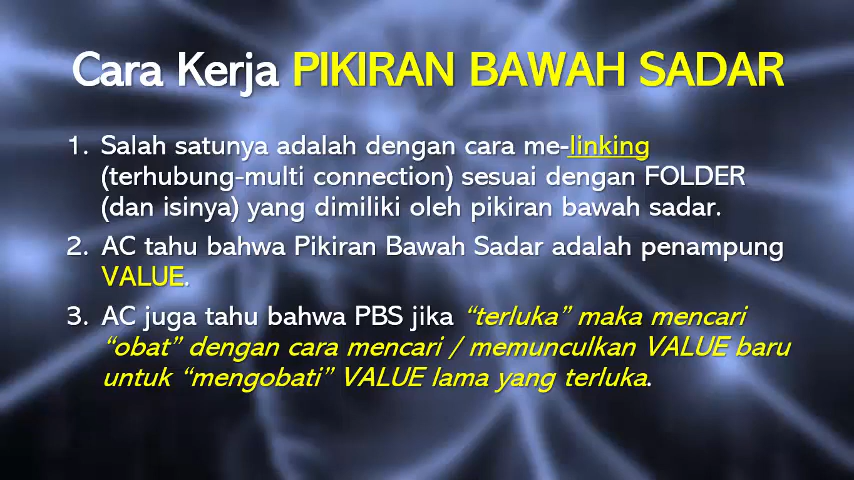 Cara Kerja PIKIRAN BAWAH SADAR
1. Salah satunya adalah dengan cara me-linking
(terhubung-multi connection) sesuai dengan FOLDER
(dan isinya) yang dimiliki oleh pikiran bawah sadar.
2. AC tahu bahwa Pikiran Bawah Sadar adalah penampung
VALUE.
3. AC juga tahu bahwa PBS jika “terluka” maka mencari
“obat” dengan cara mencari / memunculkan VALUE baru
untuk “mengobati” VALUE lama yang terluka.